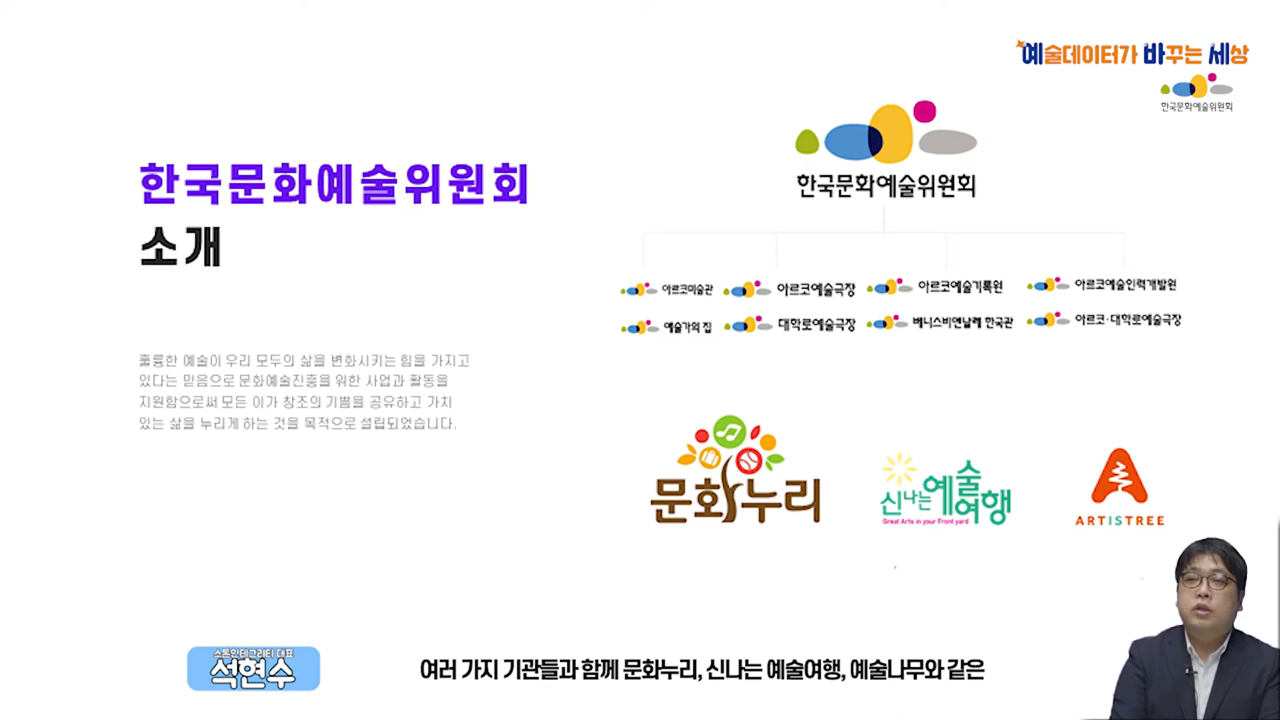 예술데이터가 바꾸는 세상
한국문화예술위원회
한국문화예술위원회
소개
훌륭한 예술이 우리 모두의 삶을 변화시키는 힘을 가지고
있다는 믿음으로 문화예술진흥을 위한 사업과 활동을
지원함으로써 모든 이가 창조의 기쁨을 공유하고 가치
있는 삶을 누리게 하는 것을 목적으로 설립되었습니다.
한국문화예술위원회
아르코미술관 아르코예술극장 아르코예술기록원 아르코예술인력개발원
예술가의 집 대학로예술극장 베니스비엔날레 한국관 아르코·대학로예술극장
문화누리
신나는예술여행
Great Arts in your Front yard
ARTISTREE
스톤인테그리티 대표
석현수
여러 가지 기관들과 함께 문화누리, 신나는 예술여행, 예술나무와 같은